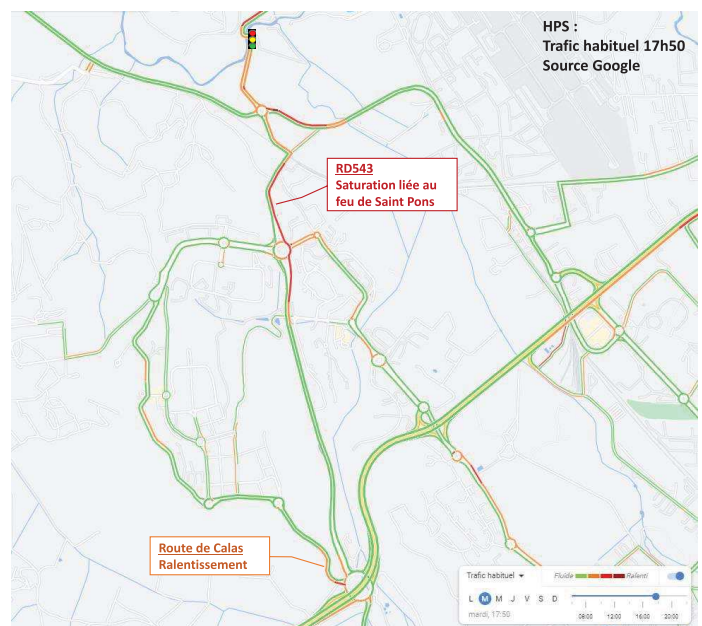 HPS :
Trafic habituel 17h50
Source Google
RD543
Saturation liée au
feu de Saint Pons
Route de Calas
Ralentissement
Trafic habituel
Fluide Ralenti
L M M J V S D
mardi, 17:50
08:00 12:00 16:00 20:00